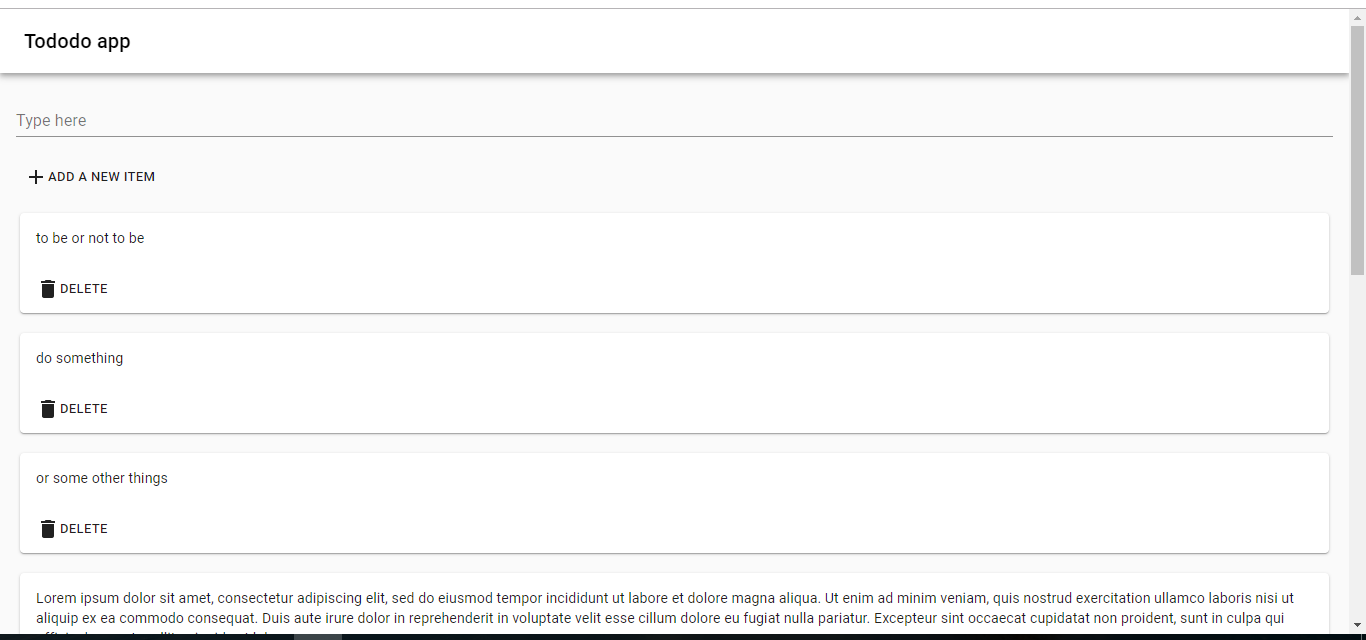 Tododo app
Type here
ADD A NEW ITEM
to be or not to be
DELETE
do something
DELETE
or some other things
DELETE
Lorem ipsum dolor sit amet, consectetur adipiscing elit, sed do eiusmod tempor incididunt ut labore et dolore magna aliqua. Ut enim ad minim veniam, quis nostrud exercitation ullamco laboris nisi ut
aliquip ex ea commodo consequat. Duis aute irure dolor in reprehenderit in voluptate velit esse cillum dolore eu fugiat nulla pariatur. Excepteur sint occaecat cupidatat non proident, sunt in culpa qui